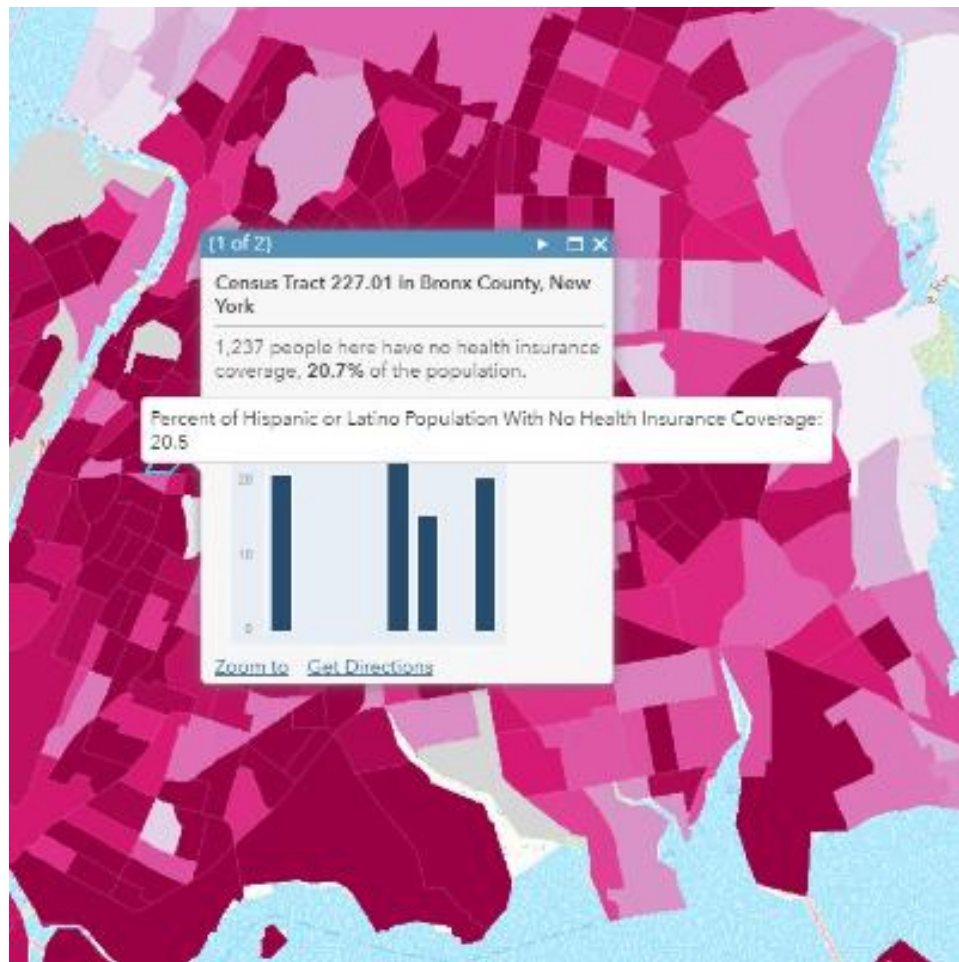 (1 of 2)
Census Tract 227.01 in Bronx County, New
York
1,237 people here have no health insurance
coverage, 20.7% of the population.
Percent of Hispanic or Latino Population With No Health Insurance Coverage:
20.5
20
10
0
Zoom to Get Directions